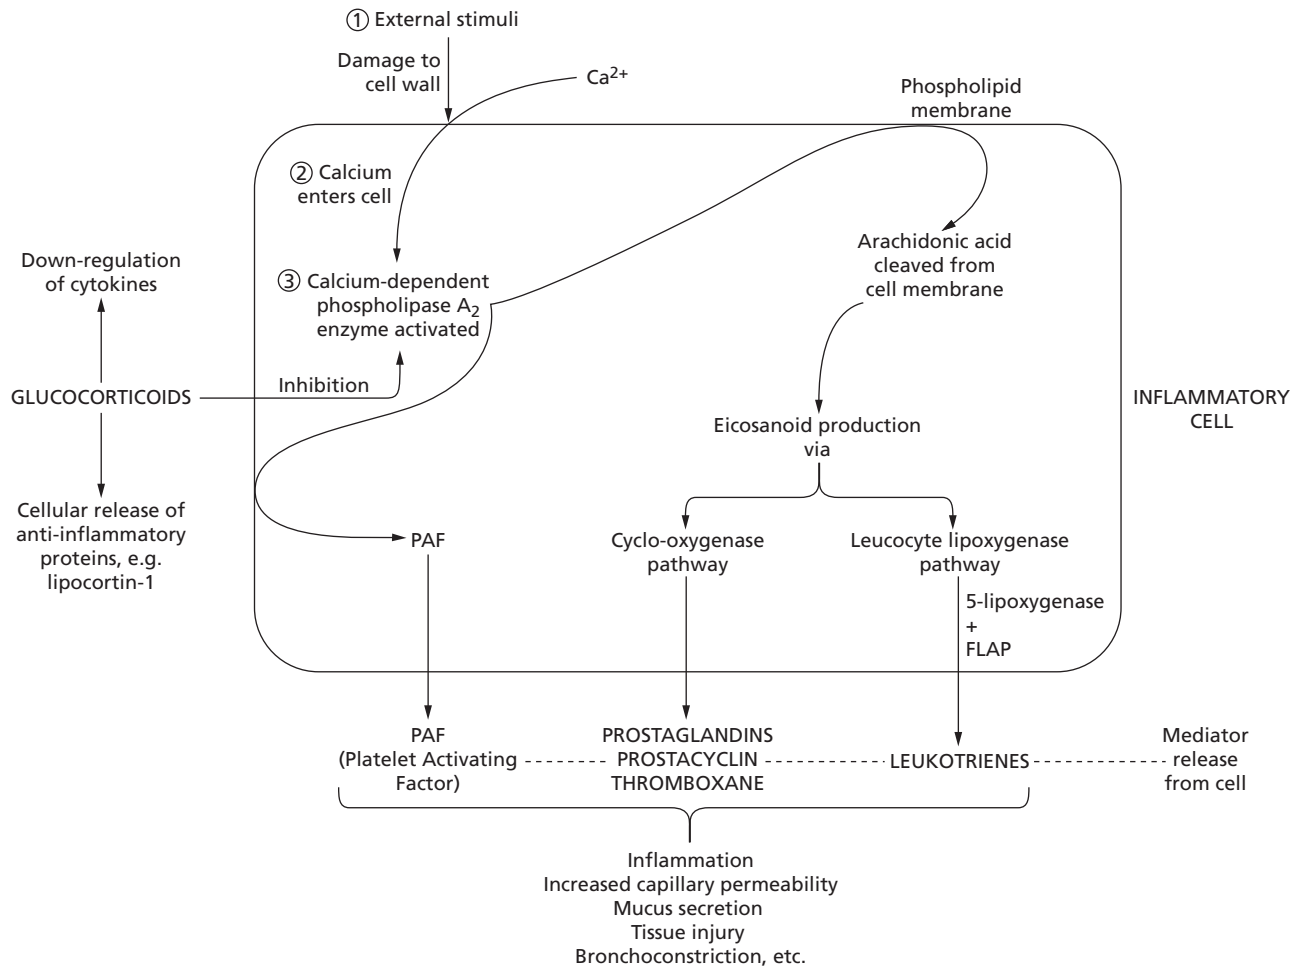 ① External stimuli
Damage to
cell wall
Ca²⁺
Phospholipid
membrane
② Calcium
enters cell
Down-regulation
of cytokines
③ Calcium-dependent
phospholipase A₂
enzyme activated
Arachidonic acid
cleaved from
cell membrane
GLUCOCORTICOIDS
Inhibition
INFLAMMATORY
CELL
Eicosanoid production
via
Cellular release of
anti-inflammatory
proteins, e.g.
lipocortin-1
PAF
Cyclo-oxygenase
pathway
Leucocyte lipoxygenase
pathway
5-lipoxygenase
+
FLAP
PAF
(Platelet Activating
Factor)
PROSTAGLANDINS
PROSTACYCLIN
THROMBOXANE
LEUKOTRIENES
Mediator
release
from cell
Inflammation
Increased capillary permeability
Mucus secretion
Tissue injury
Bronchoconstriction, etc.